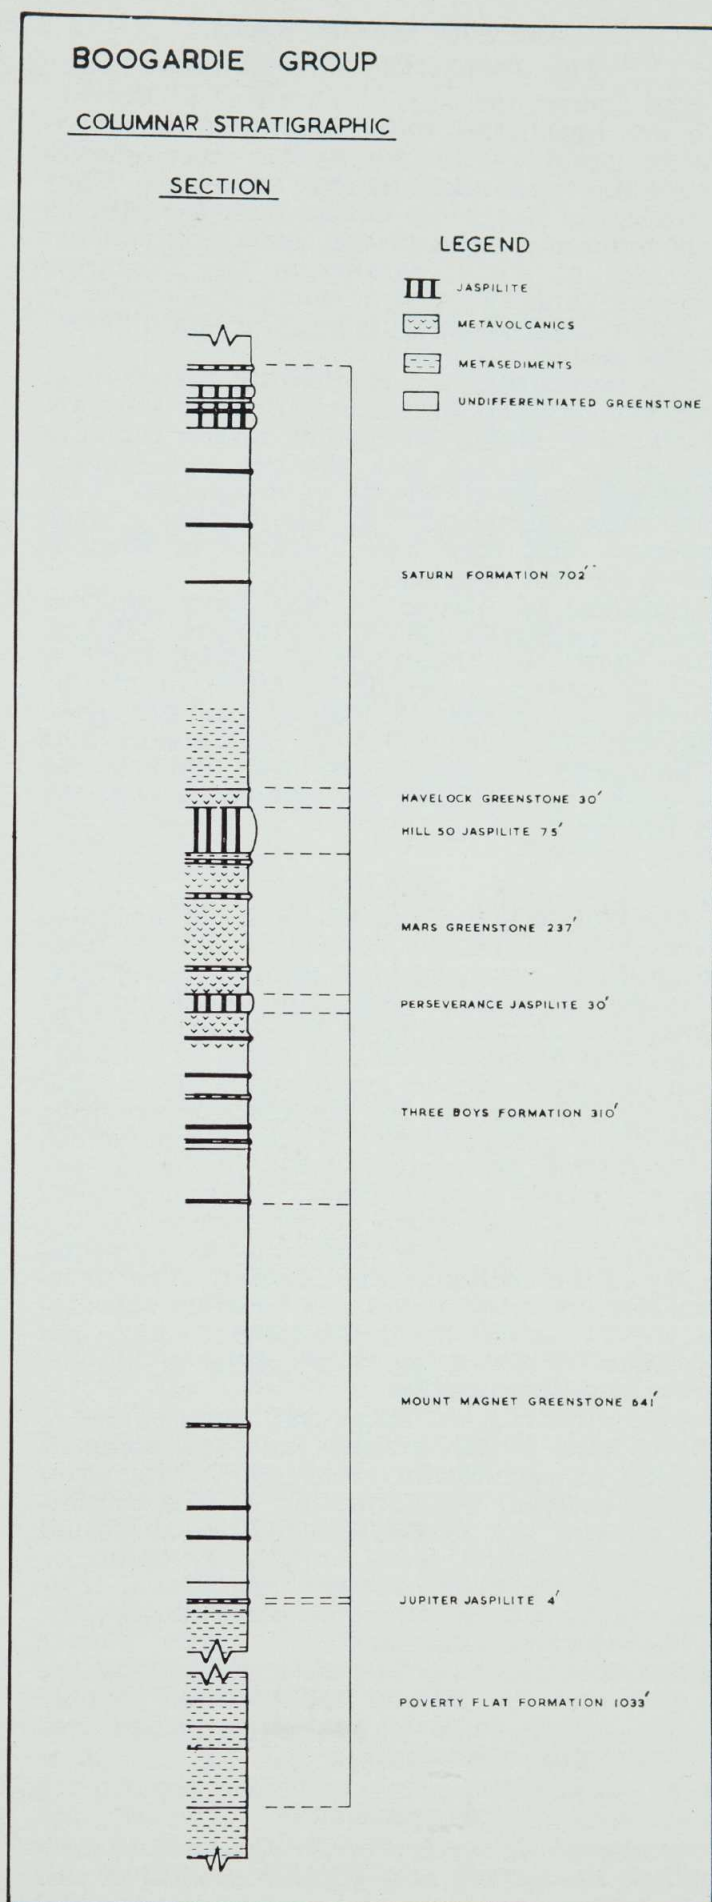 BOOGARDIE GROUP
COLUMNAR STRATIGRAPHIC
SECTION
LEGEND
JASPILITE
METAVOLCANICS
METASEDIMENTS
UNDIFFERENTIATED GREENSTONE
SATURN FORMATION 702'
HAVELOCK GREENSTONE 30'
HILL 50 JASPILITE 75'
MARS GREENSTONE 237'
PERSEVERANCE JASPILITE 30'
THREE BOYS FORMATION 310'
MOUNT MAGNET GREENSTONE 641'
JUPITER JASPILITE 4'
POVERTY FLAT FORMATION 1033'